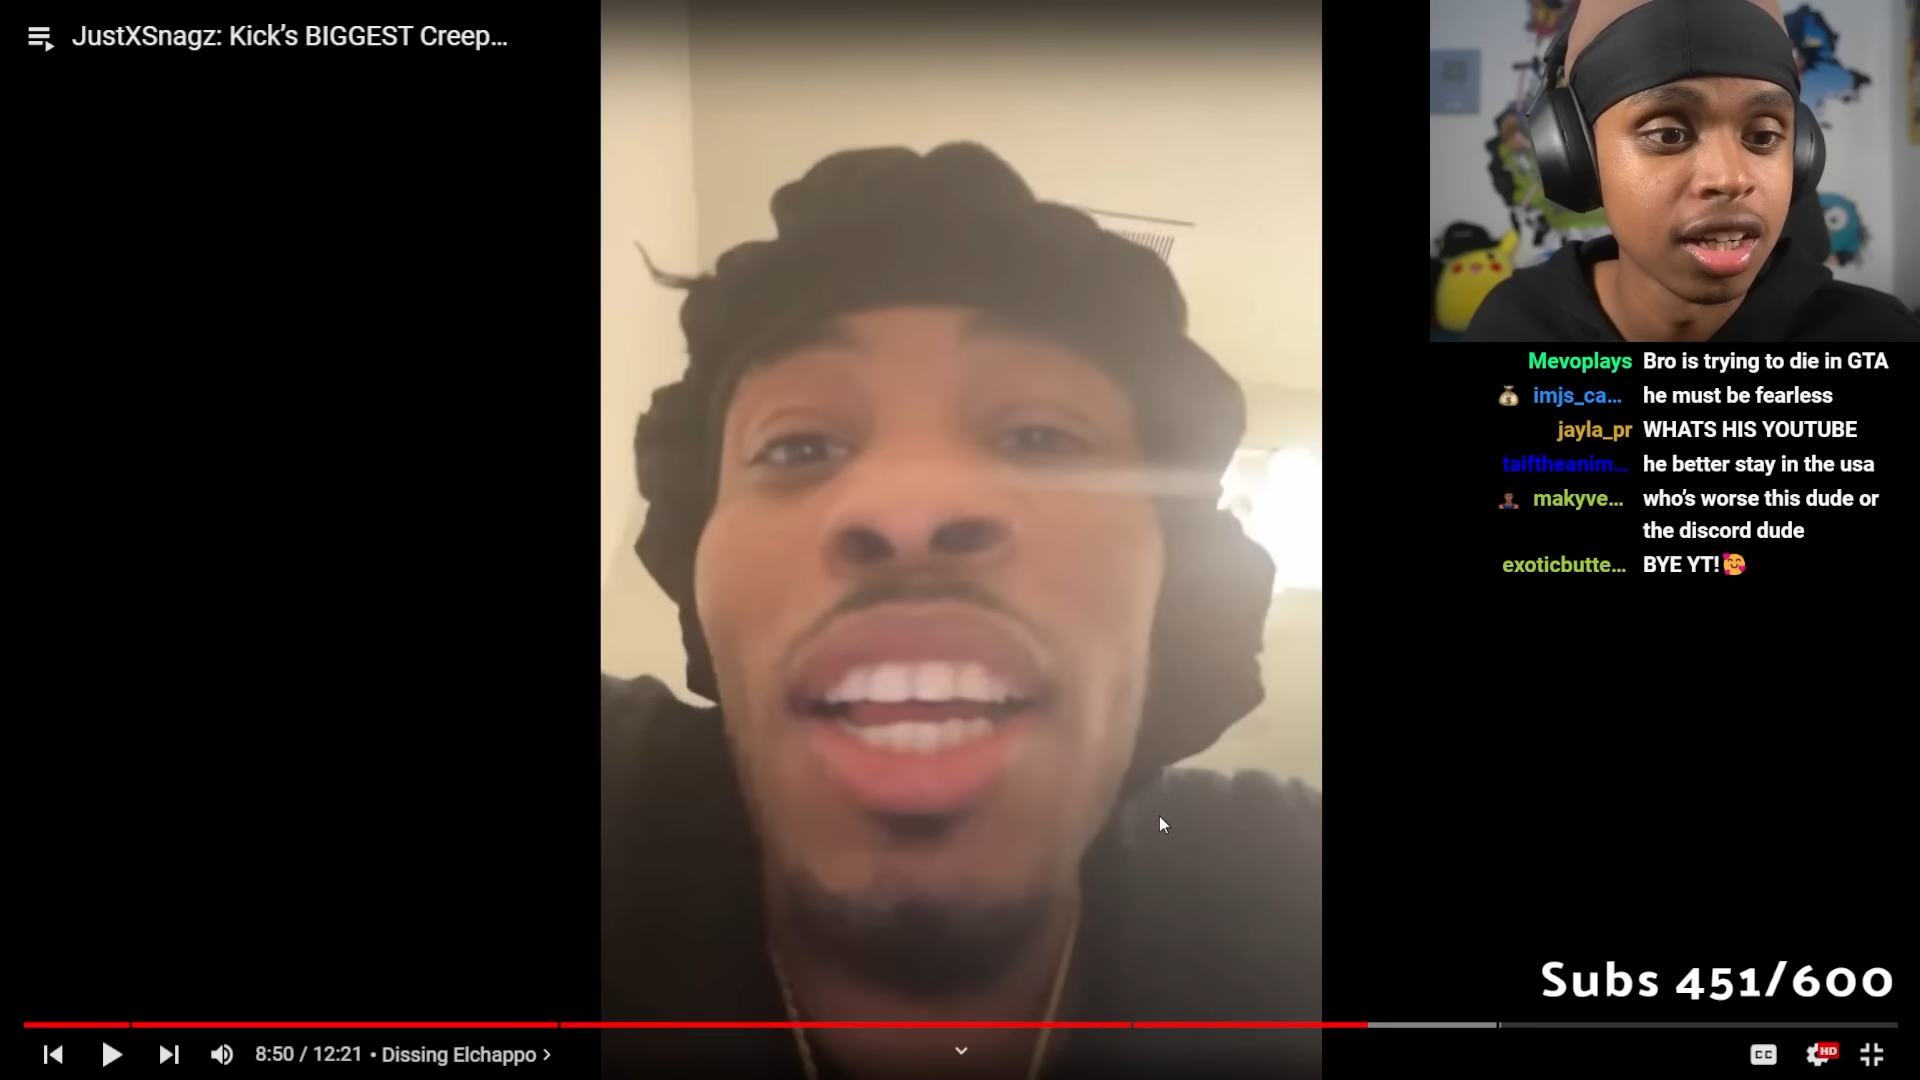 JustXSnagz: Kick’s BIGGEST Creep...
Mevoplays Bro is trying to die in GTA
imjs_ca... he must be fearless
jayla_pr WHATS HIS YOUTUBE
taiftheanim... he better stay in the usa
makyve... who’s worse this dude or
the discord dude
exoticbutte... BYE YT!🥰
Subs 451/600
8:50 / 12:21 • Dissing Elchappo >
CC
HD